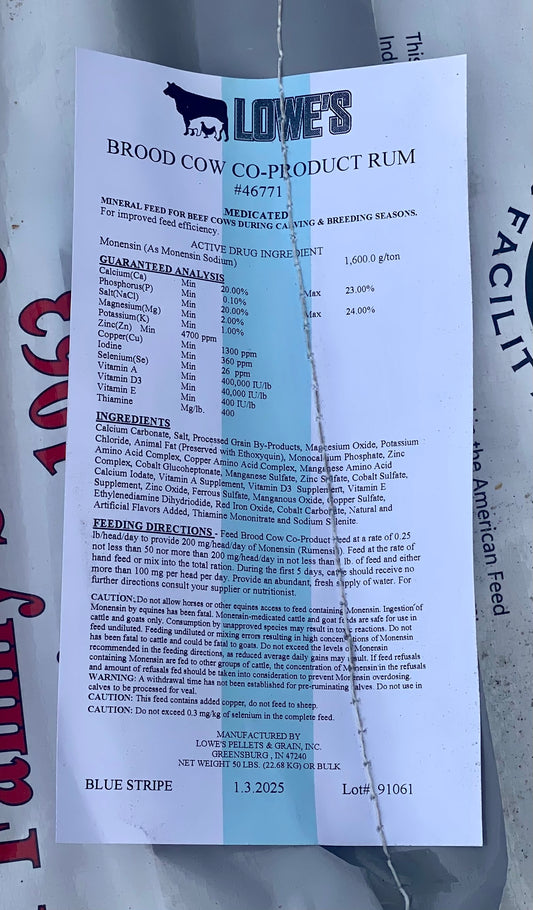 LOWE'S
BROOD COW CO-PRODUCT RUM
#46771
MEDICATED
MINERAL FEED FOR BEEF COWS DURING CALVING & BREEDING SEASONS.
For improved feed efficiency.
ACTIVE DRUG INGREDIENT
Monensin (As Monensin Sodium) 1,600.0 g/ton
GUARANTEED ANALYSIS
Calcium(Ca) Min 20.00% Max 23.00%
Phosphorus(P) Min 0.10%
Salt(NaCl) Min 20.00% Max 24.00%
Magnesium(Mg) Min 2.00%
Potassium(K) Min 1.00%
Zinc(Zn) Min 4700 ppm
Copper(Cu) Min 1300 ppm
Iodine Min 360 ppm
Selenium(Se) Min 26 ppm
Vitamin A Min 400,000 IU/lb
Vitamin D3 Min 40,000 IU/lb
Vitamin E Min 400 IU/lb
Thiamine Mg/lb. 400
INGREDIENTS
Calcium Carbonate, Salt, Processed Grain By-Products, Magnesium Oxide, Potassium
Chloride, Animal Fat (Preserved with Ethoxyquin), Monocalcium Phosphate, Zinc
Amino Acid Complex, Copper Amino Acid Complex, Manganese Amino Acid
Complex, Cobalt Glucoheptonate, Manganese Sulfate, Zinc Sulfate, Cobalt Sulfate,
Calcium Iodate, Vitamin A Supplement, Vitamin D3 Supplement, Vitamin E
Supplement, Zinc Oxide, Ferrous Sulfate, Manganous Oxide, Copper Sulfate,
Ethylenediamine Dihydriodide, Red Iron Oxide, Cobalt Carbonate, Natural and
Artificial Flavors Added, Thiamine Mononitrate and Sodium Selenite.
FEEDING DIRECTIONS - Feed Brood Cow Co-Product feed at a rate of 0.25
lb/head/day to provide 200 mg/head/day of Monensin (Rumensin). Feed at the rate of
not less than 50 nor more than 200 mg/head/day in not less than 1 lb. of feed and either
hand feed or mix into the total ration. During the first 5 days, cattle should receive no
more than 100 mg per head per day. Provide an abundant, fresh supply of water. For
further directions consult your supplier or nutritionist.
CAUTION: Do not allow horses or other equines access to feed containing Monensin. Ingestion of
Monensin by equines has been fatal. Monensin-medicated cattle and goat feeds are safe for use in
cattle and goats only. Consumption by unapproved species may result in toxic reactions. Do not
feed undiluted. Feeding undiluted or mixing errors resulting in high concentrations of Monensin
has been fatal to cattle and could be fatal to goats. Do not exceed the levels of Monensin
recommended in the feeding directions, as reduced average daily gains may result. If feed refusals
containing Monensin are fed to other groups of cattle, the concentration of Monensin in the refusals
and amount of refusals fed should be taken into consideration to prevent Monensin overdosing.
WARNING: A withdrawal time has not been established for pre-ruminating calves. Do not use in
calves to be processed for veal.
CAUTION: This feed contains added copper, do not feed to sheep.
CAUTION: Do not exceed 0.3 mg/kg of selenium in the complete feed.
MANUFACTURED BY
LOWE'S PELLETS & GRAIN, INC.
GREENSBURG , IN 47240
NET WEIGHT 50 LBS. (22.68 KG) OR BULK
BLUE STRIPE 1.3.2025 Lot# 91061
This
Ind
FACILIT
the American Feed
Family